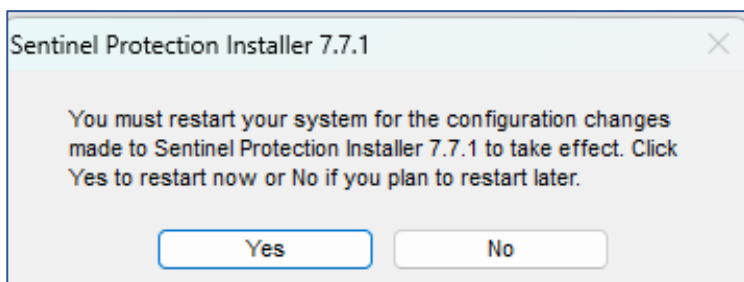 Sentinel Protection Installer 7.7.1
You must restart your system for the configuration changes
made to Sentinel Protection Installer 7.7.1 to take effect. Click
Yes to restart now or No if you plan to restart later.
Yes
No